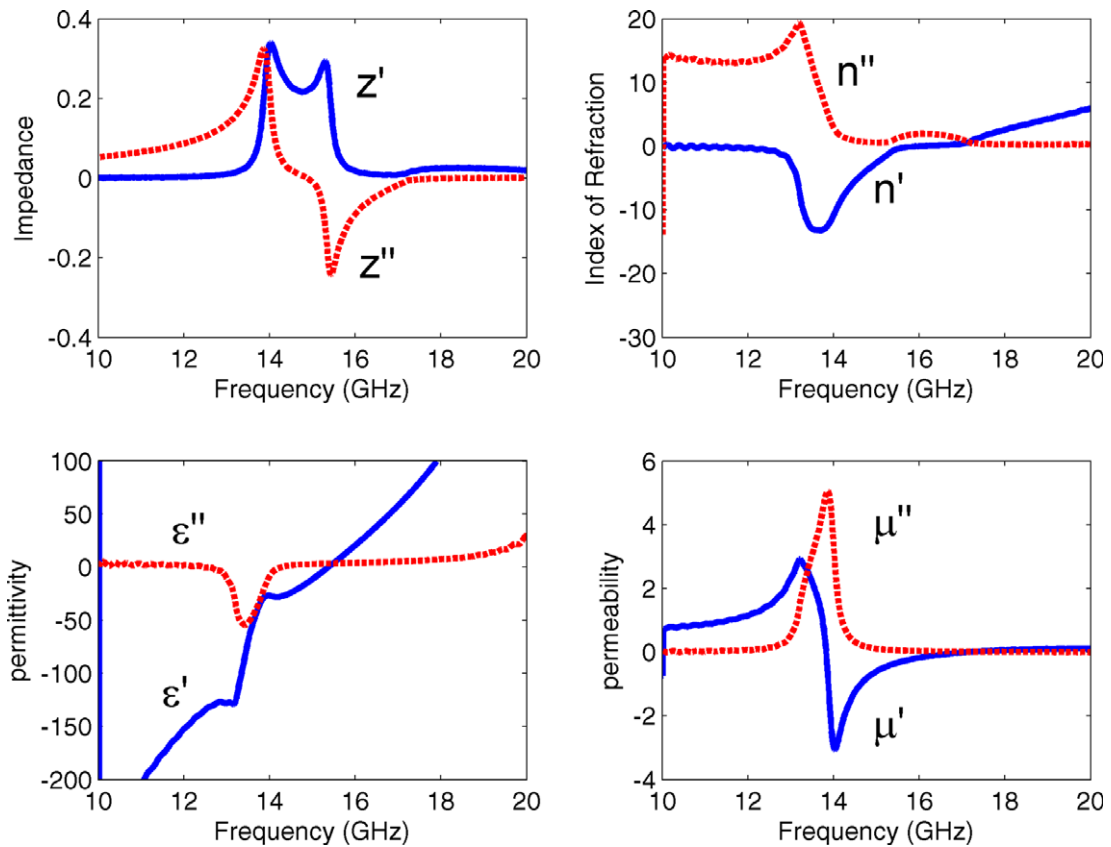 0.4
0.2
0
-0.2
-0.4
Impedance
z'
z''
10 12 14 16 18 20
Frequency (GHz)
20
10
0
-10
-20
-30
Index of Refraction
n''
n'
10 12 14 16 18 20
Frequency (GHz)
100
50
0
-50
-100
-150
-200
permittivity
ε''
ε'
10 12 14 16 18 20
Frequency (GHz)
6
4
2
0
-2
-4
permeability
μ''
μ'
10 12 14 16 18 20
Frequency (GHz)